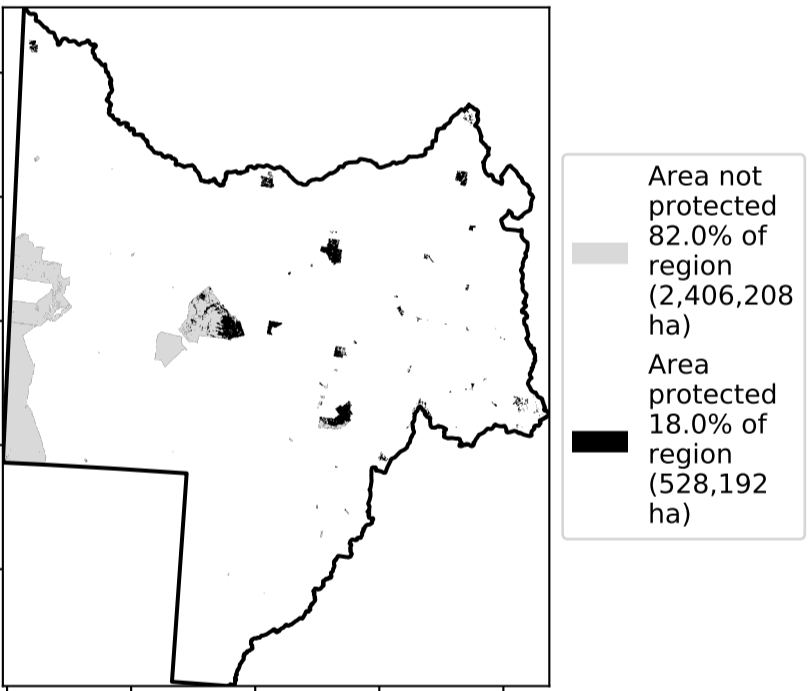 Area not
protected
82.0% of
region
(2,406,208
ha)
Area
protected
18.0% of
region
(528,192
ha)